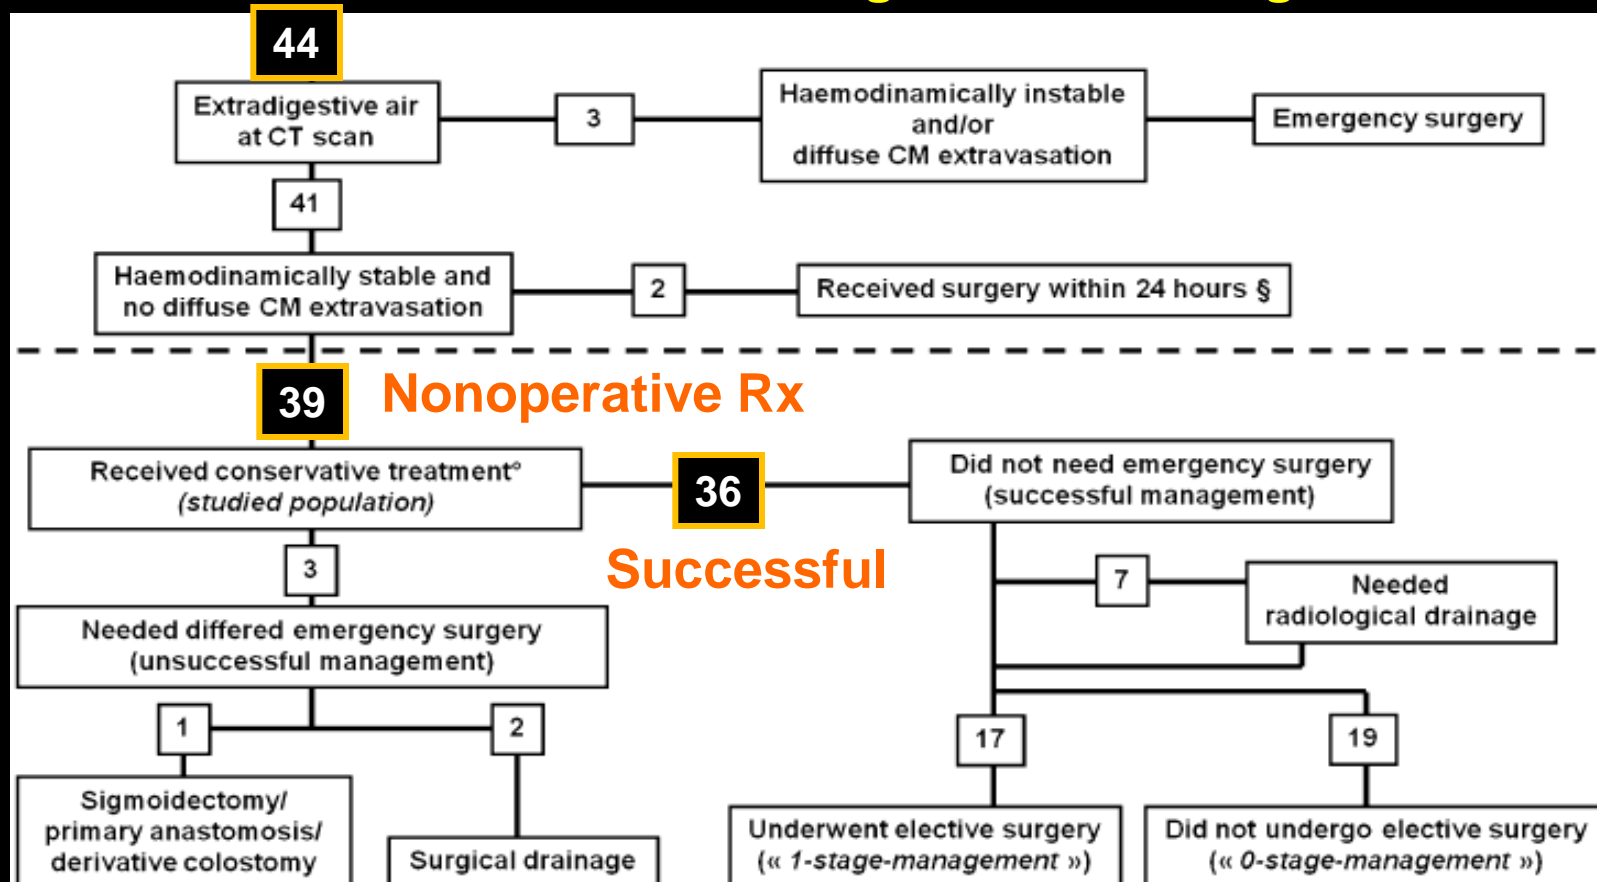 44
Extradigestive air
at CT scan
3
Haemodinamically instable
and/or
diffuse CM extravasation
Emergency surgery
41
Haemodinamically stable and
no diffuse CM extravasation
2
Received surgery within 24 hours §
39
Nonoperative Rx
Received conservative treatment°
(studied population)
36
Did not need emergency surgery
(successful management)
Successful
3
7
Needed
radiological drainage
Needed differed emergency surgery
(unsuccessful management)
1
2
17
19
Sigmoidectomy/
primary anastomosis/
derivative colostomy
Surgical drainage
Underwent elective surgery
(« 1-stage-management »)
Did not undergo elective surgery
(« 0-stage-management »)